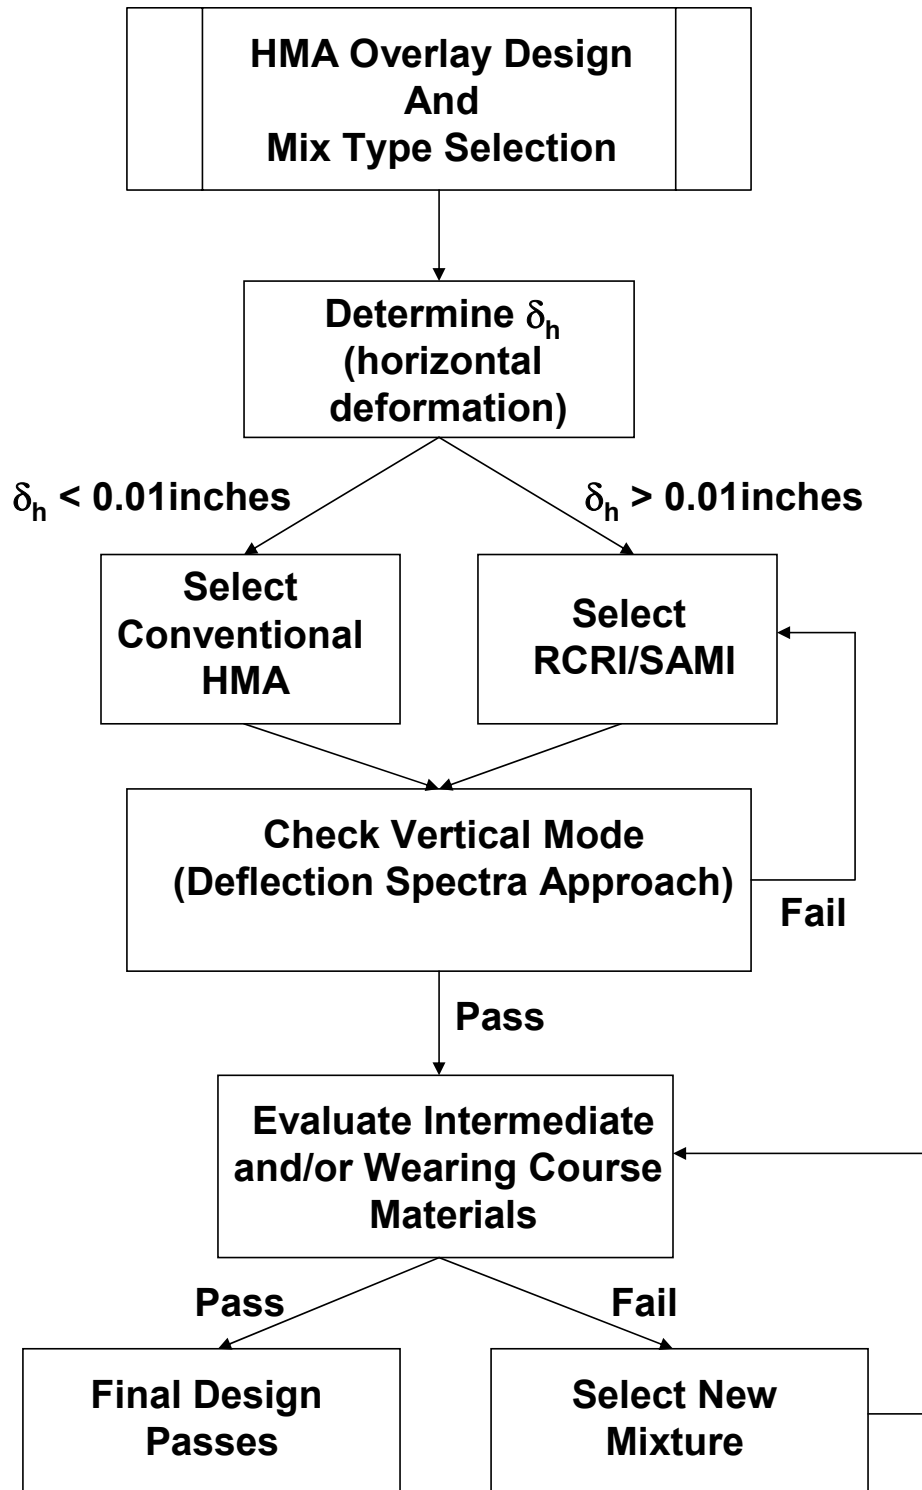 HMA Overlay Design
And
Mix Type Selection
Determine δh
(horizontal
deformation)
δh < 0.01inches
δh > 0.01inches
Select
Conventional
HMA
Select
RCRI/SAMI
Check Vertical Mode
(Deflection Spectra Approach)
Fail
Pass
Evaluate Intermediate
and/or Wearing Course
Materials
Pass
Fail
Final Design
Passes
Select New
Mixture